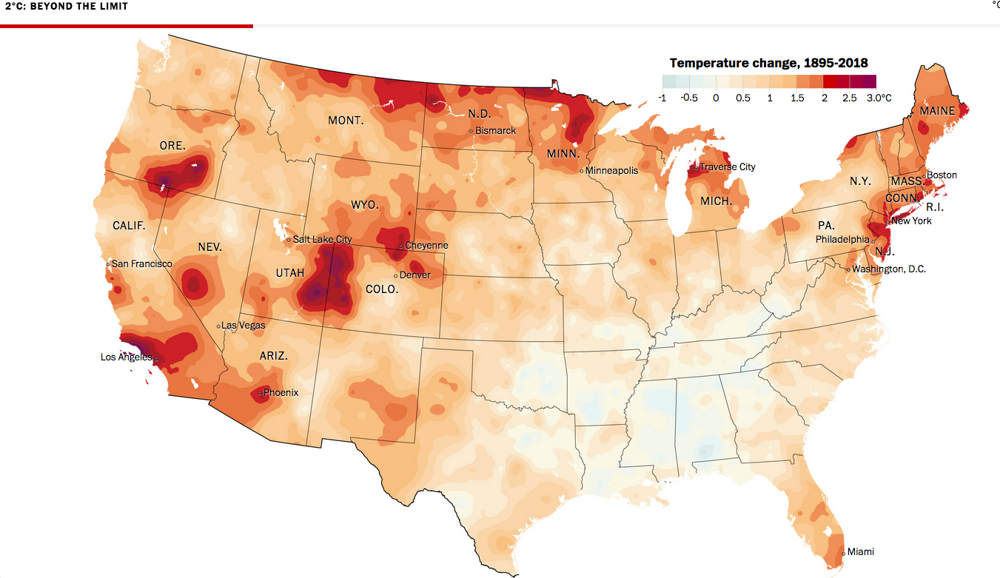 2°C: BEYOND THE LIMIT
°C
Temperature change, 1895-2018
-1 -0.5 0 0.5 1 1.5 2 2.5 3.0°C
MAINE
MONT.
N.D.
Bismarck
ORE.
MINN.
Minneapolis
Traverse City
Boston
N.Y.
MASS.
CONN.
R.I.
MICH.
WYO.
New York
CALIF.
PA.
Philadelphia
N.J.
Salt Lake City
Cheyenne
NEV.
San Francisco
UTAH
Denver
COLO.
Washington, D.C.
Las Vegas
Los Angeles
ARIZ.
Phoenix
Miami